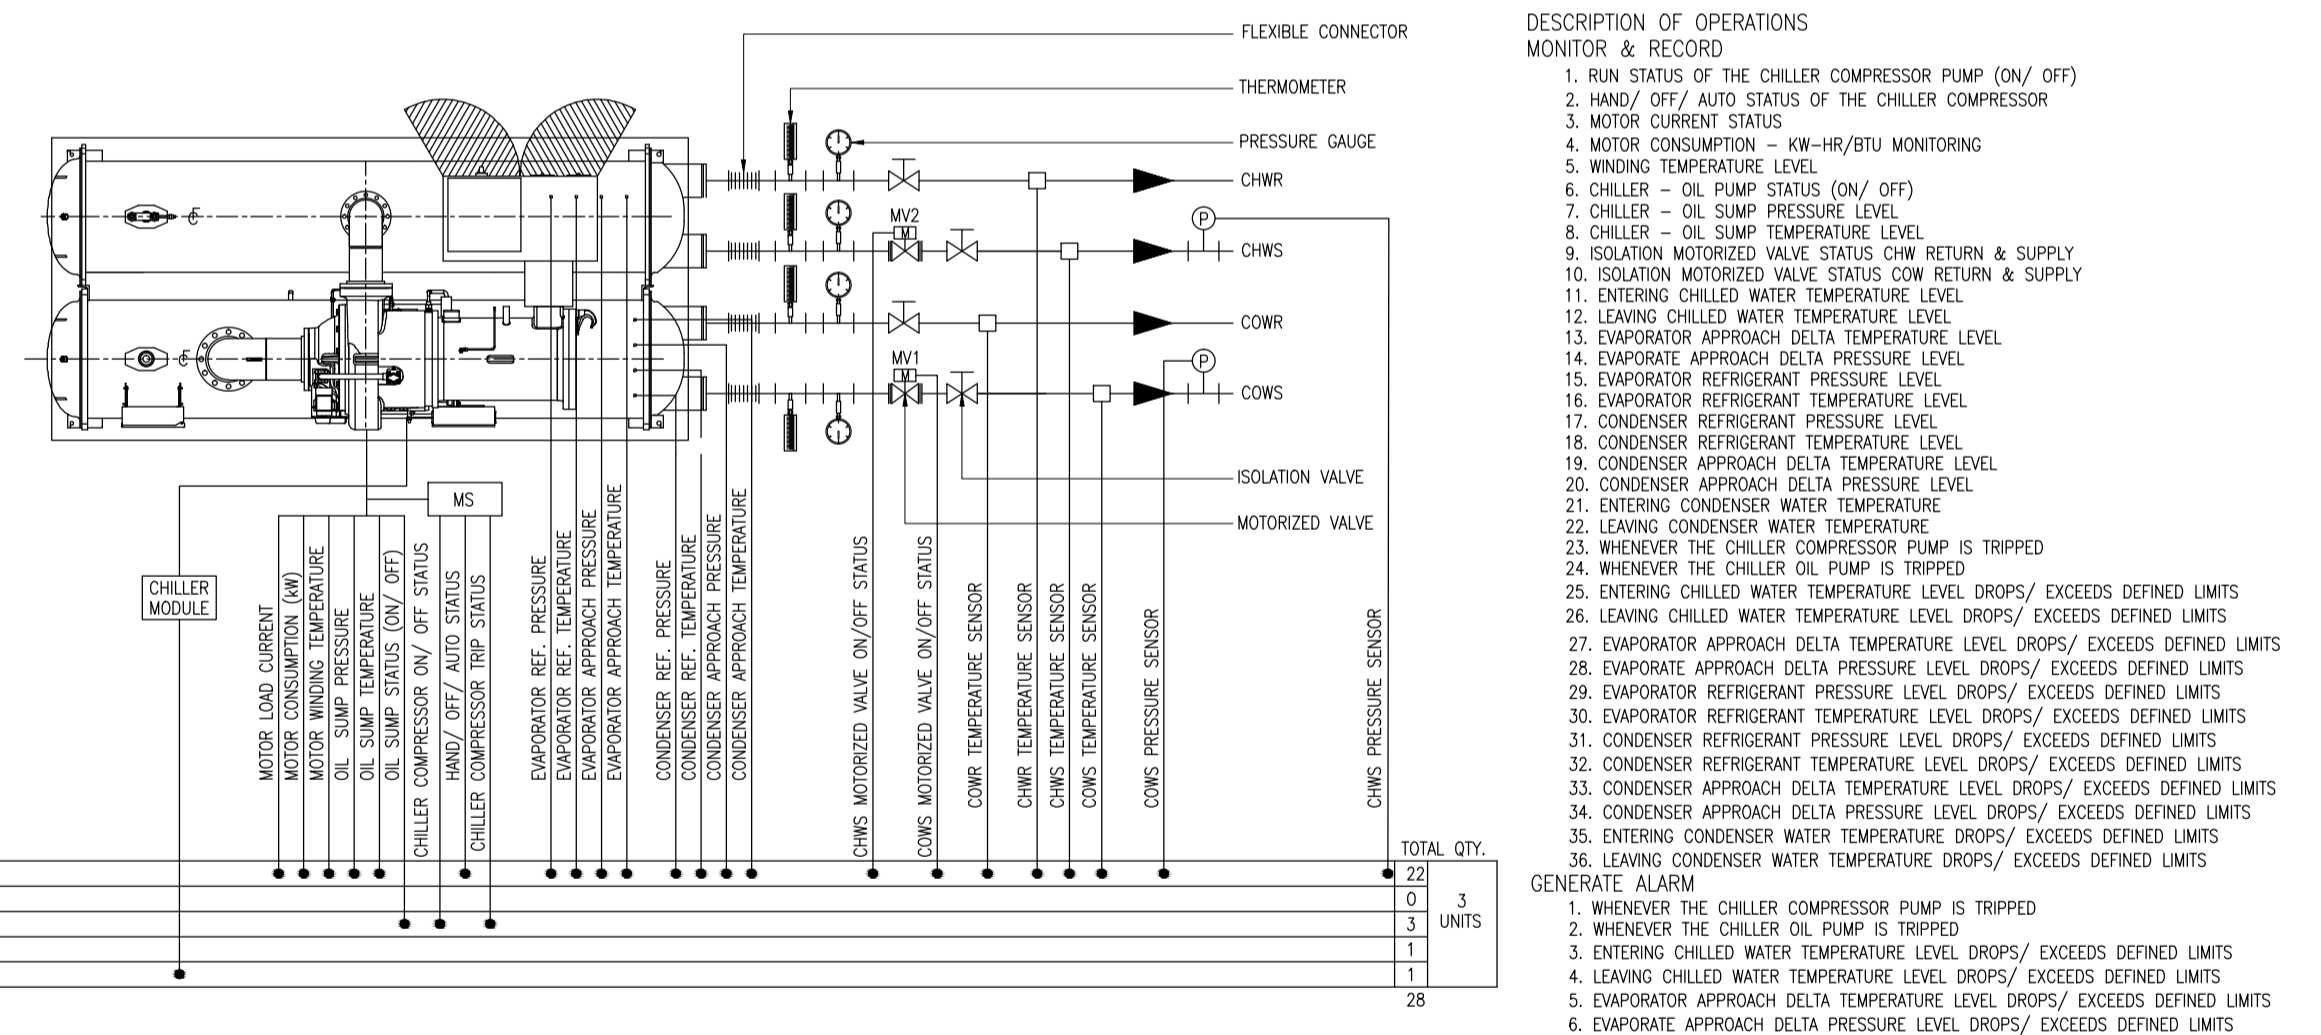 FLEXIBLE CONNECTOR
THERMOMETER
PRESSURE GAUGE
CHWR
MV2
M
P
CHWS
COWR
MV1
M
P
COWS
ISOLATION VALVE
MOTORIZED VALVE
MS
CHILLER
MODULE
MOTOR LOAD CURRENT
MOTOR CONSUMPTION (kW)
MOTOR WINDING TEMPERATURE
OIL SUMP PRESSURE
OIL SUMP TEMPERATURE
OIL SUMP STATUS (ON/ OFF)
CHILLER COMPRESSOR ON/ OFF STATUS
HAND/ OFF/ AUTO STATUS
CHILLER COMPRESSOR TRIP STATUS
EVAPORATOR REF. PRESSURE
EVAPORATOR REF. TEMPERATURE
EVAPORATOR APPROACH PRESSURE
EVAPORATOR APPROACH TEMPERATURE
CONDENSER REF. PRESSURE
CONDENSER REF. TEMPERATURE
CONDENSER APPROACH PRESSURE
CONDENSER APPROACH TEMPERATURE
CHWS MOTORIZED VALVE ON/OFF STATUS
COWS MOTORIZED VALVE ON/OFF STATUS
COWR TEMPERATURE SENSOR
CHWR TEMPERATURE SENSOR
CHWS TEMPERATURE SENSOR
COWS TEMPERATURE SENSOR
COWS PRESSURE SENSOR
CHWS PRESSURE SENSOR
TOTAL QTY.
22
0
3
1
1
3
UNITS
28
DESCRIPTION OF OPERATIONS
MONITOR & RECORD
1. RUN STATUS OF THE CHILLER COMPRESSOR PUMP (ON/ OFF)
2. HAND/ OFF/ AUTO STATUS OF THE CHILLER COMPRESSOR
3. MOTOR CURRENT STATUS
4. MOTOR CONSUMPTION – KW-HR/BTU MONITORING
5. WINDING TEMPERATURE LEVEL
6. CHILLER – OIL PUMP STATUS (ON/ OFF)
7. CHILLER – OIL SUMP PRESSURE LEVEL
8. CHILLER – OIL SUMP TEMPERATURE LEVEL
9. ISOLATION MOTORIZED VALVE STATUS CHW RETURN & SUPPLY
10. ISOLATION MOTORIZED VALVE STATUS COW RETURN & SUPPLY
11. ENTERING CHILLED WATER TEMPERATURE LEVEL
12. LEAVING CHILLED WATER TEMPERATURE LEVEL
13. EVAPORATOR APPROACH DELTA TEMPERATURE LEVEL
14. EVAPORATE APPROACH DELTA PRESSURE LEVEL
15. EVAPORATOR REFRIGERANT PRESSURE LEVEL
16. EVAPORATOR REFRIGERANT TEMPERATURE LEVEL
17. CONDENSER REFRIGERANT PRESSURE LEVEL
18. CONDENSER REFRIGERANT TEMPERATURE LEVEL
19. CONDENSER APPROACH DELTA TEMPERATURE LEVEL
20. CONDENSER APPROACH DELTA PRESSURE LEVEL
21. ENTERING CONDENSER WATER TEMPERATURE
22. LEAVING CONDENSER WATER TEMPERATURE
23. WHENEVER THE CHILLER COMPRESSOR PUMP IS TRIPPED
24. WHENEVER THE CHILLER OIL PUMP IS TRIPPED
25. ENTERING CHILLED WATER TEMPERATURE LEVEL DROPS/ EXCEEDS DEFINED LIMITS
26. LEAVING CHILLED WATER TEMPERATURE LEVEL DROPS/ EXCEEDS DEFINED LIMITS
27. EVAPORATOR APPROACH DELTA TEMPERATURE LEVEL DROPS/ EXCEEDS DEFINED LIMITS
28. EVAPORATE APPROACH DELTA PRESSURE LEVEL DROPS/ EXCEEDS DEFINED LIMITS
29. EVAPORATOR REFRIGERANT PRESSURE LEVEL DROPS/ EXCEEDS DEFINED LIMITS
30. EVAPORATOR REFRIGERANT TEMPERATURE LEVEL DROPS/ EXCEEDS DEFINED LIMITS
31. CONDENSER REFRIGERANT PRESSURE LEVEL DROPS/ EXCEEDS DEFINED LIMITS
32. CONDENSER REFRIGERANT TEMPERATURE LEVEL DROPS/ EXCEEDS DEFINED LIMITS
33. CONDENSER APPROACH DELTA TEMPERATURE LEVEL DROPS/ EXCEEDS DEFINED LIMITS
34. CONDENSER APPROACH DELTA PRESSURE LEVEL DROPS/ EXCEEDS DEFINED LIMITS
35. ENTERING CONDENSER WATER TEMPERATURE DROPS/ EXCEEDS DEFINED LIMITS
36. LEAVING CONDENSER WATER TEMPERATURE DROPS/ EXCEEDS DEFINED LIMITS
GENERATE ALARM
1. WHENEVER THE CHILLER COMPRESSOR PUMP IS TRIPPED
2. WHENEVER THE CHILLER OIL PUMP IS TRIPPED
3. ENTERING CHILLED WATER TEMPERATURE LEVEL DROPS/ EXCEEDS DEFINED LIMITS
4. LEAVING CHILLED WATER TEMPERATURE LEVEL DROPS/ EXCEEDS DEFINED LIMITS
5. EVAPORATOR APPROACH DELTA TEMPERATURE LEVEL DROPS/ EXCEEDS DEFINED LIMITS
6. EVAPORATE APPROACH DELTA PRESSURE LEVEL DROPS/ EXCEEDS DEFINED LIMITS